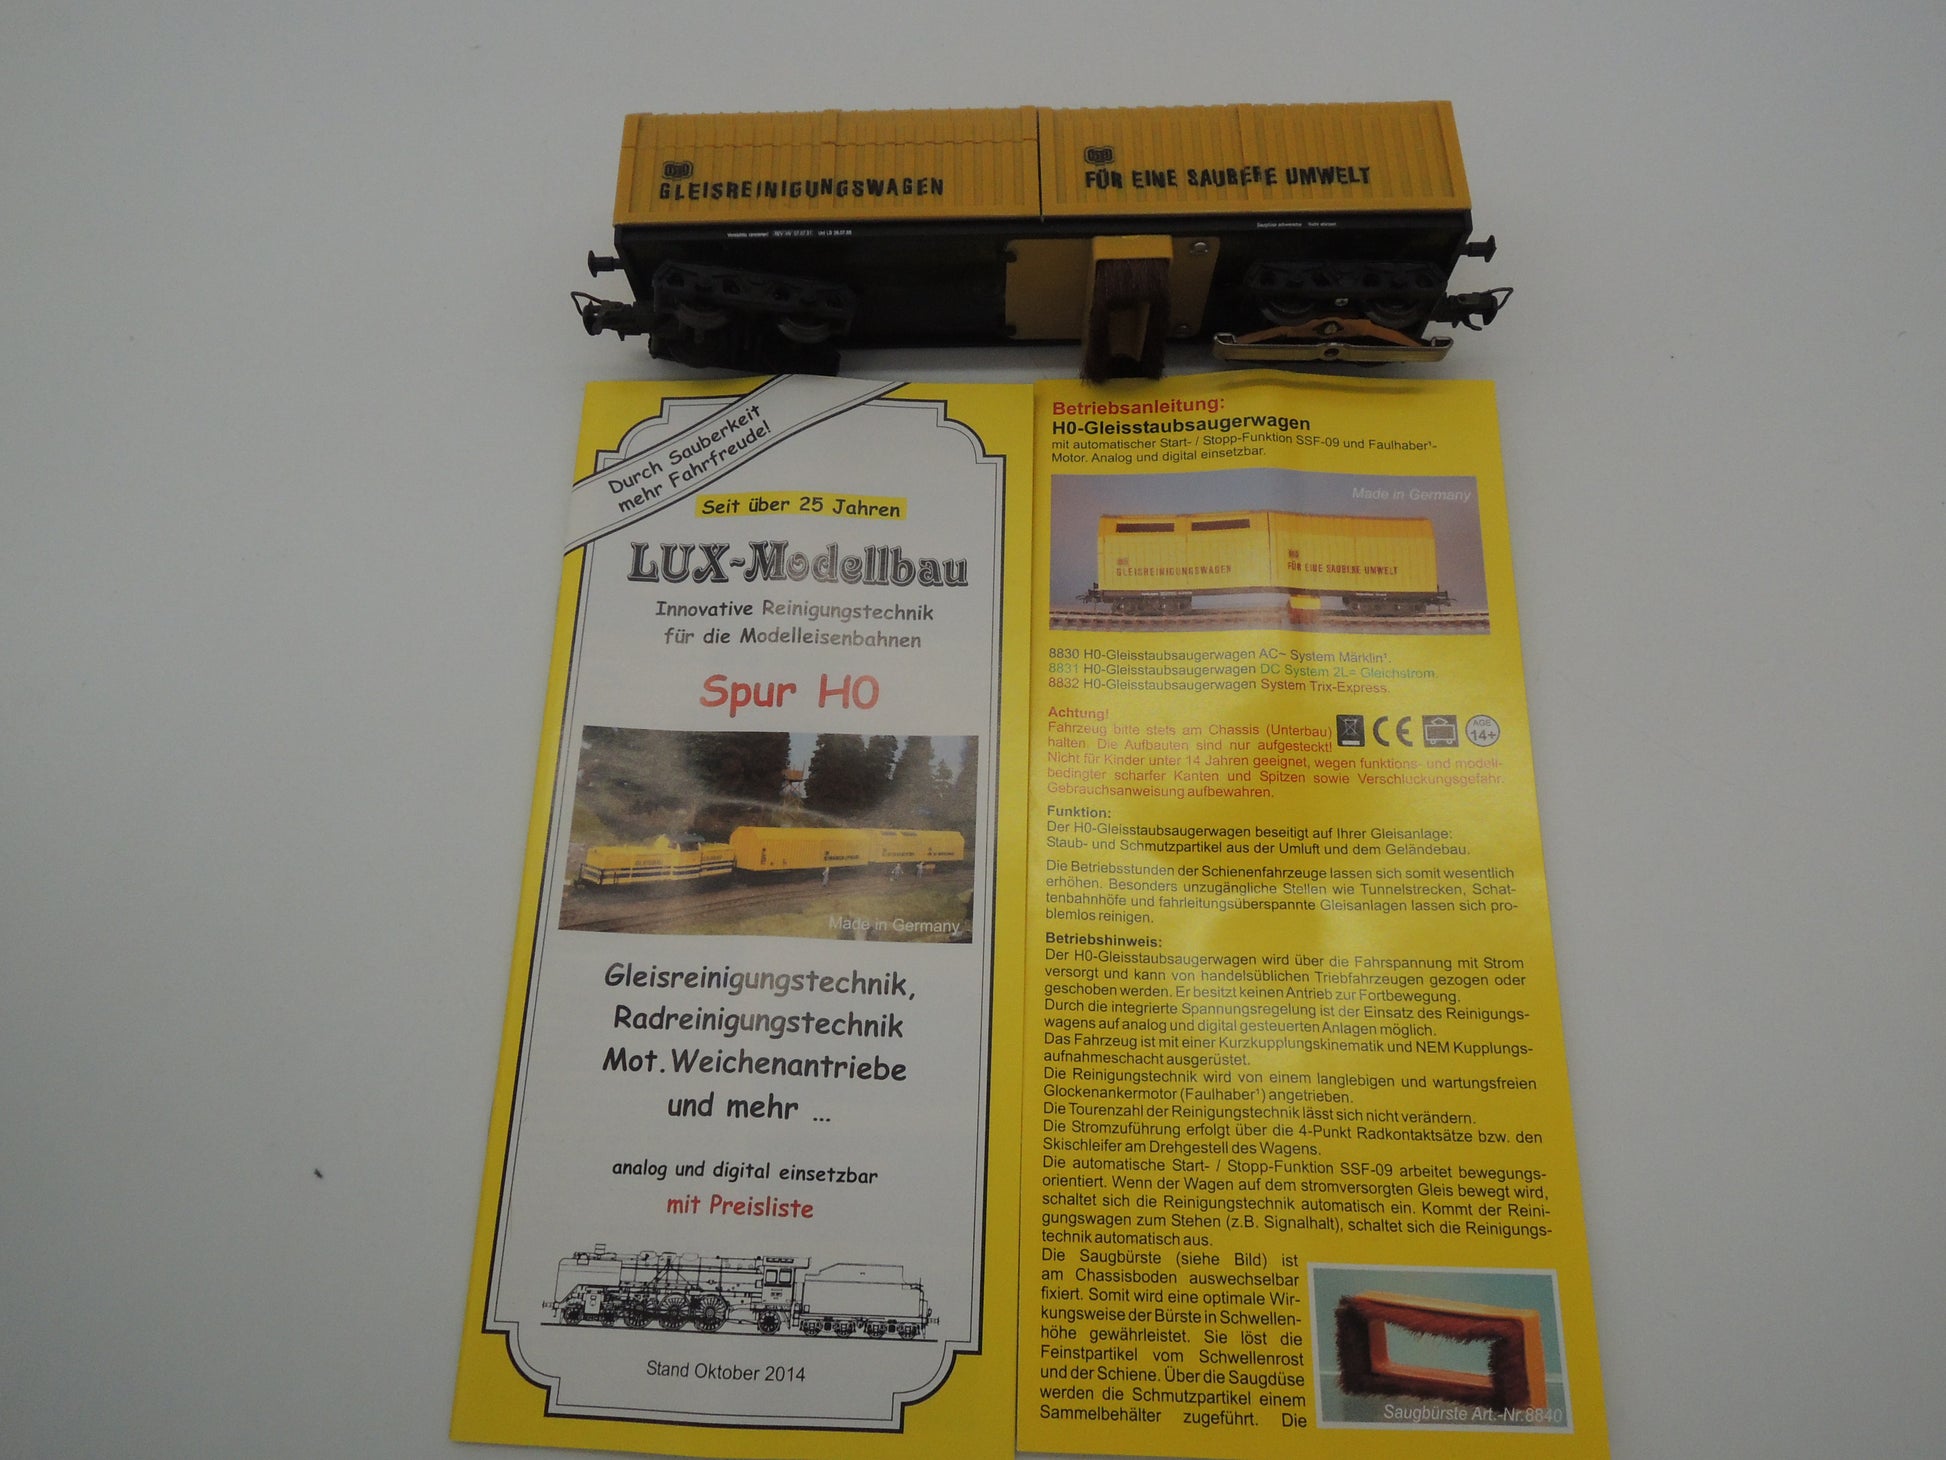 DB
GLEISREINIGUNGSWAGEN
DB
FÜR EINE SAUBERE UMWELT
Durch Sauberkeit
mehr Fahrfreude!
Seit über 25 Jahren
LUX-Modellbau
Innovative Reinigungstechnik
für die Modelleisenbahnen
Spur H0
Made in Germany
Gleisreinigungstechnik,
Radreinigungstechnik
Mot. Weichenantriebe
und mehr ...
analog und digital einsetzbar
mit Preisliste
Stand Oktober 2014
Betriebsanleitung:
H0-Gleisstaubsaugerwagen
mit automatischer Start- / Stopp-Funktion SSF-09 und Faulhaber¹-
Motor. Analog und digital einsetzbar.
Made in Germany
GLEISREINIGUNGSWAGEN
FÜR EINE SAUBERE UMWELT
8830 H0-Gleisstaubsaugerwagen AC~ System Märklin¹.
8831 H0-Gleisstaubsaugerwagen DC System 2L= Gleichstrom.
8832 H0-Gleisstaubsaugerwagen System Trix-Express.
Achtung!
Fahrzeug bitte stets am Chassis (Unterbau)
halten. Die Aufbauten sind nur aufgesteckt!
Nicht für Kinder unter 14 Jahren geeignet, wegen funktions- und modell-
bedingter scharfer Kanten und Spitzen sowie Verschluckungsgefahr.
Gebrauchsanweisung aufbewahren.
CE
AGE
14+
Funktion:
Der H0-Gleisstaubsaugerwagen beseitigt auf Ihrer Gleisanlage:
Staub- und Schmutzpartikel aus der Umluft und dem Geländebau.
Die Betriebsstunden der Schienenfahrzeuge lassen sich somit wesentlich
erhöhen. Besonders unzugängliche Stellen wie Tunnelstrecken, Schat-
tenbahnhöfe und fahrleitungsüberspannte Gleisanlagen lassen sich pro-
blemlos reinigen.
Betriebshinweis:
Der H0-Gleisstaubsaugerwagen wird über die Fahrspannung mit Strom
versorgt und kann von handelsüblichen Triebfahrzeugen gezogen oder
geschoben werden. Er besitzt keinen Antrieb zur Fortbewegung.
Durch die integrierte Spannungsregelung ist der Einsatz des Reinigungs-
wagens auf analog und digital gesteuerten Anlagen möglich.
Das Fahrzeug ist mit einer Kurzkupplungskinematik und NEM Kupplungs-
aufnahmeschacht ausgerüstet.
Die Reinigungstechnik wird von einem langlebigen und wartungsfreien
Glockenankermotor (Faulhaber¹) angetrieben.
Die Tourenzahl der Reinigungstechnik lässt sich nicht verändern.
Die Stromzuführung erfolgt über die 4-Punkt Radkontaktsätze bzw. den
Skischleifer am Drehgestell des Wagens.
Die automatische Start- / Stopp-Funktion SSF-09 arbeitet bewegungs-
orientiert. Wenn der Wagen auf dem stromversorgten Gleis bewegt wird,
schaltet sich die Reinigungstechnik automatisch ein. Kommt der Reini-
gungswagen zum Stehen (z.B. Signalhalt), schaltet sich die Reinigungs-
technik automatisch aus.
Die Saugbürste (siehe Bild) ist
am Chassisboden auswechselbar
fixiert. Somit wird eine optimale Wir-
kungsweise der Bürste in Schwellen-
höhe gewährleistet. Sie löst die
Feinstpartikel vom Schwellenrost
und der Schiene. Über die Saugdüse
werden die Schmutzpartikel einem
Sammelbehälter zugeführt. Die
Saugbürste Art.-Nr.8840